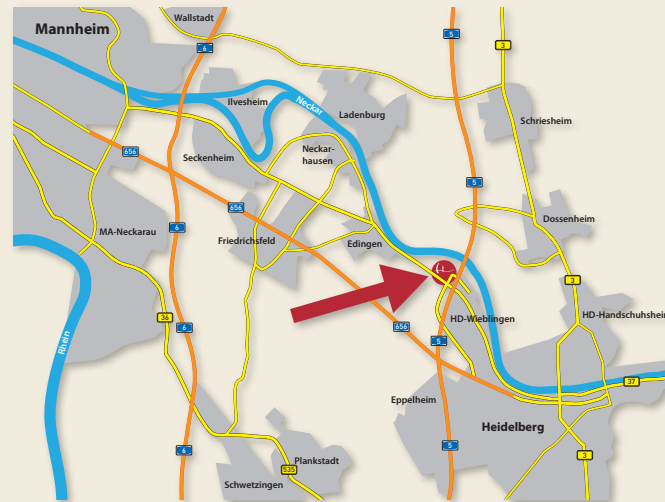 Wallstadt
Mannheim
6
5
3
6
5
Ilvesheim
Neckar
Ladenburg
Schriesheim
656
Seckenheim
Neckar-
hausen
5
656
Dossenheim
6
MA-Neckarau
Friedrichsfeld
Edingen
3
36
HD-Wieblingen
HD-Handschuhsheim
6
656
5
Rhein
37
Eppelheim
Heidelberg
6
5
3
Plankstadt
535
Schwetzingen